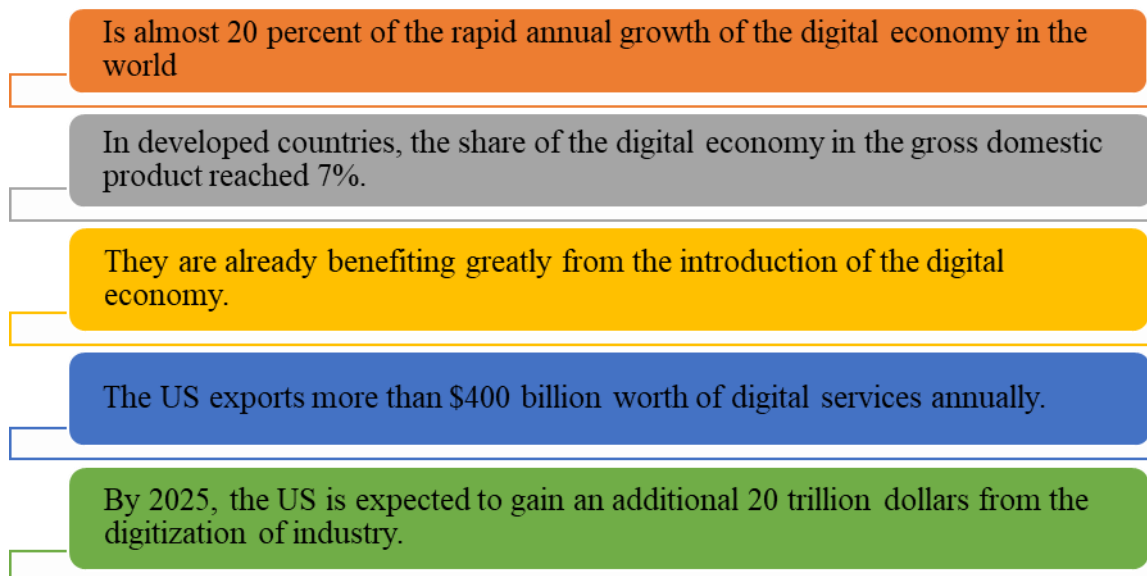 Is almost 20 percent of the rapid annual growth of the digital economy in the
world
In developed countries, the share of the digital economy in the gross domestic
product reached 7%.
They are already benefiting greatly from the introduction of the digital
economy.
The US exports more than $400 billion worth of digital services annually.
By 2025, the US is expected to gain an additional 20 trillion dollars from the
digitization of industry.